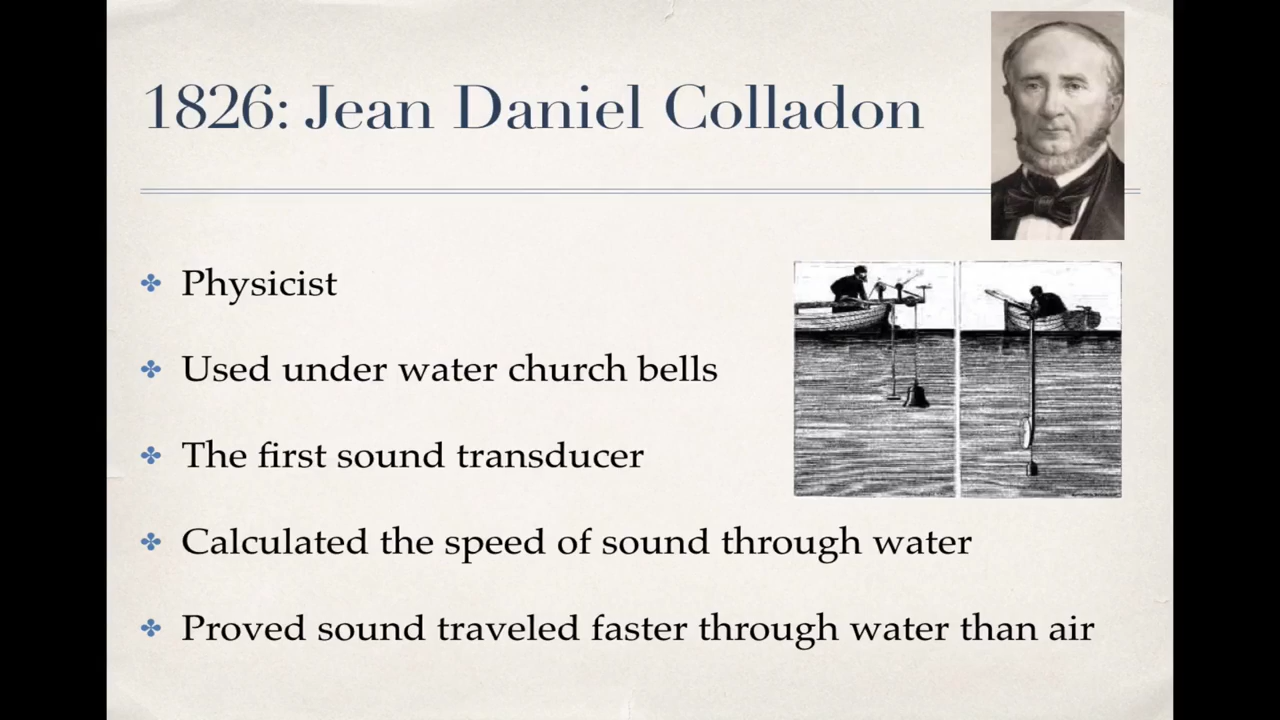 1826: Jean Daniel Colladon
Physicist
Used under water church bells
The first sound transducer
Calculated the speed of sound through water
Proved sound traveled faster through water than air